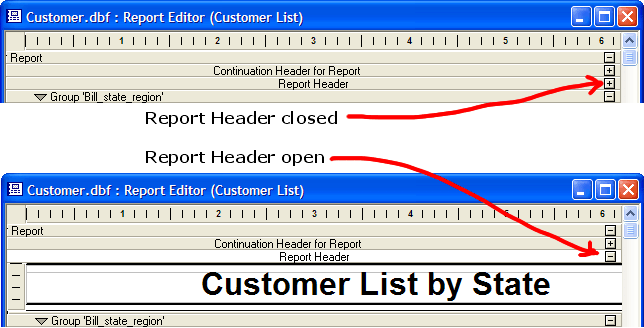 Customer.dbf : Report Editor (Customer List)
1 2 3 4 5 6
Report
Continuation Header for Report
Report Header
Group 'Bill_state_region'
Report Header closed
Report Header open
Customer.dbf : Report Editor (Customer List)
1 2 3 4 5 6
Report
Continuation Header for Report
Report Header
Customer List by State
Group 'Bill_state_region'